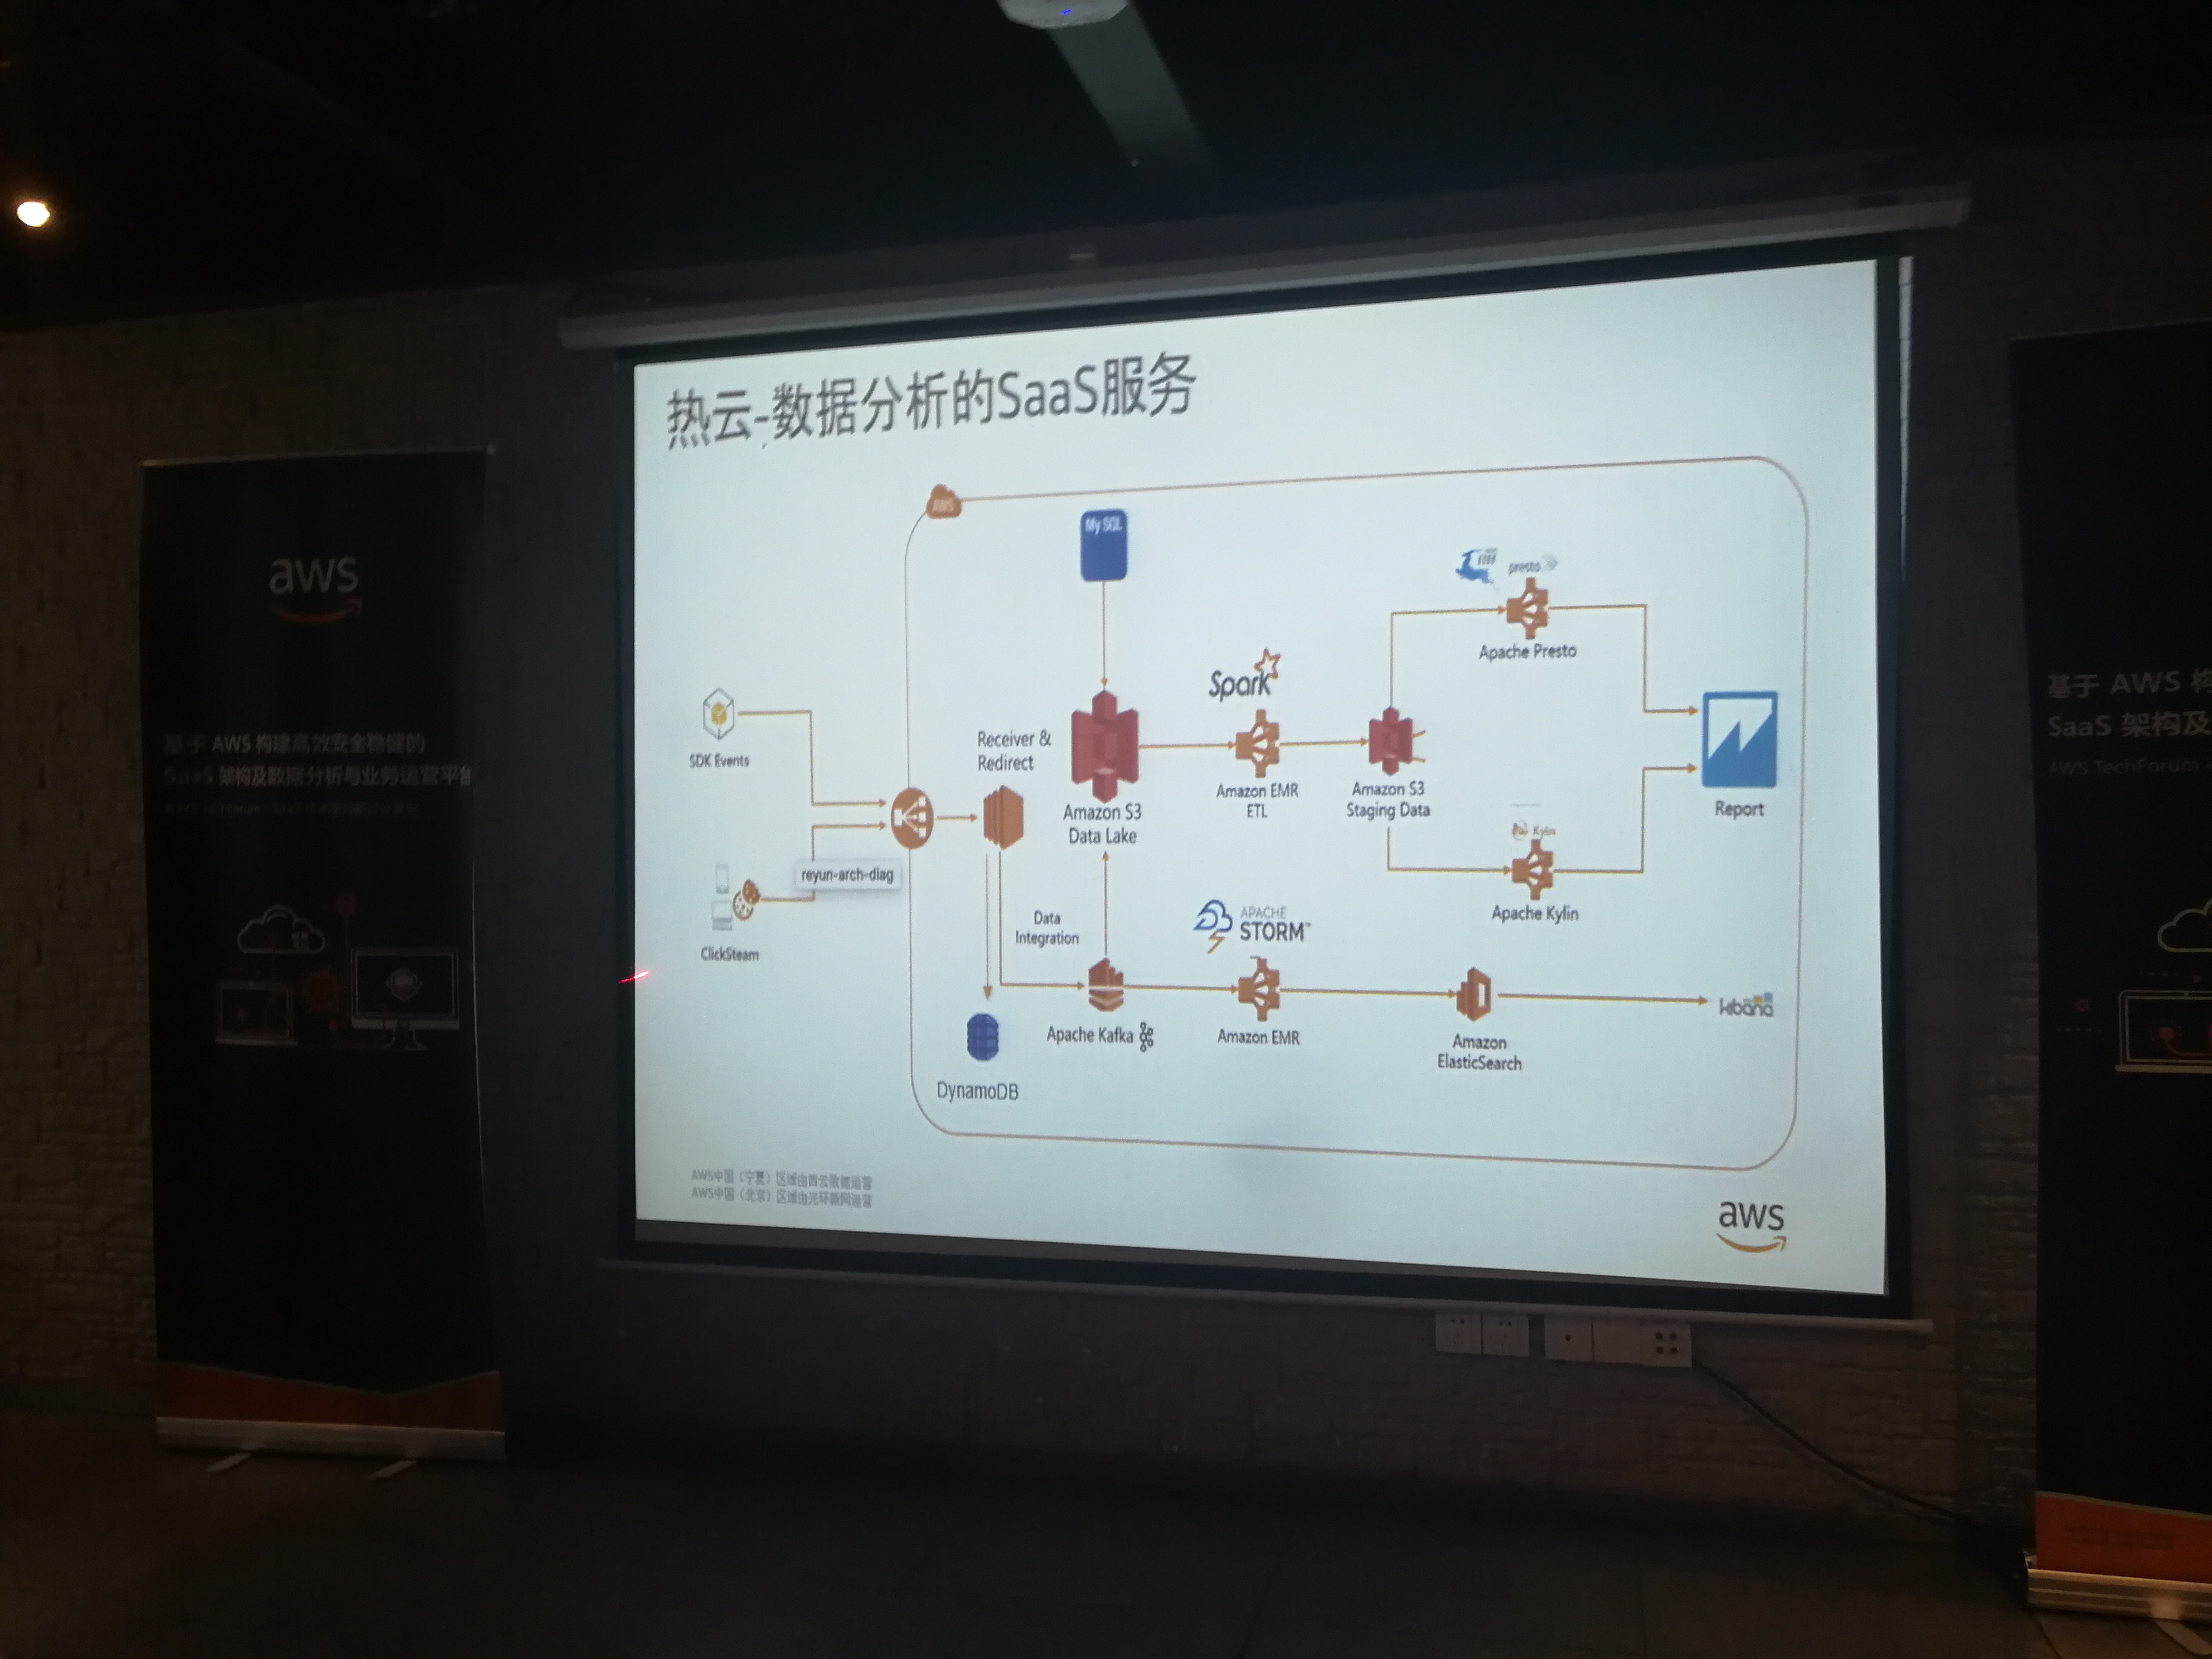 热云-数据分析的SaaS服务
AWS
My SQL
presto
Apache Presto
Spark
SDK Events
Receiver &
Redirect
Amazon S3
Data Lake
Amazon EMR
ETL
Amazon S3
Staging Data
Report
reyun-arch-diag
Kylin
Apache Kylin
ClickSteam
Data
Integration
APACHE
STORM™
Apache Kafka
Amazon EMR
Amazon
ElasticSearch
kibana
DynamoDB
AWS中国（宁夏）区域由西云数据运营
AWS中国（北京）区域由光环新网运营
aws
aws
基于 AWS 构建高效安全稳健的
SaaS 架构及数据分析与业务运营平台
基于 AWS 构
SaaS 架构及
AWS TechForum